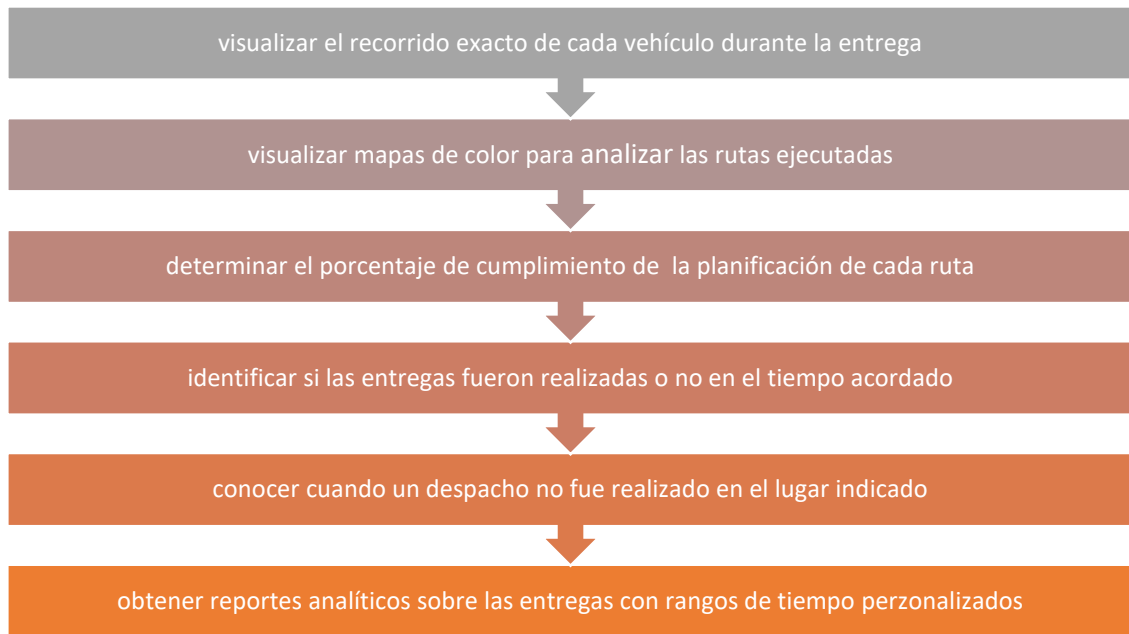 visualizar el recorrido exacto de cada vehículo durante la entrega
visualizar mapas de color para analizar las rutas ejecutadas
determinar el porcentaje de cumplimiento de  la planificación de cada ruta
identificar si las entregas fueron realizadas o no en el tiempo acordado
conocer cuando un despacho no fue realizado en el lugar indicado
obtener reportes analíticos sobre las entregas con rangos de tiempo perzonalizados